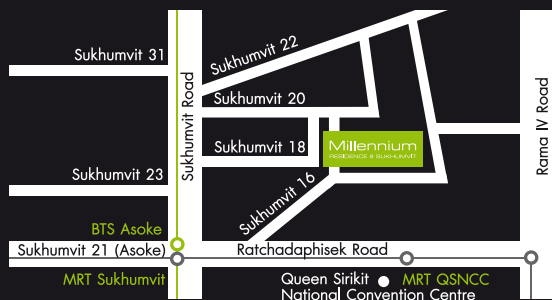 Sukhumvit 31
Sukhumvit 22
Sukhumvit Road
Sukhumvit 20
Rama IV Road
Sukhumvit 18
Millennium
RESIDENCE @ SUKHUMVIT
Sukhumvit 23
Sukhumvit 16
BTS Asoke
Sukhumvit 21 (Asoke)
Ratchadaphisek Road
MRT Sukhumvit
Queen Sirikit
National Convention Centre
MRT QSNCC